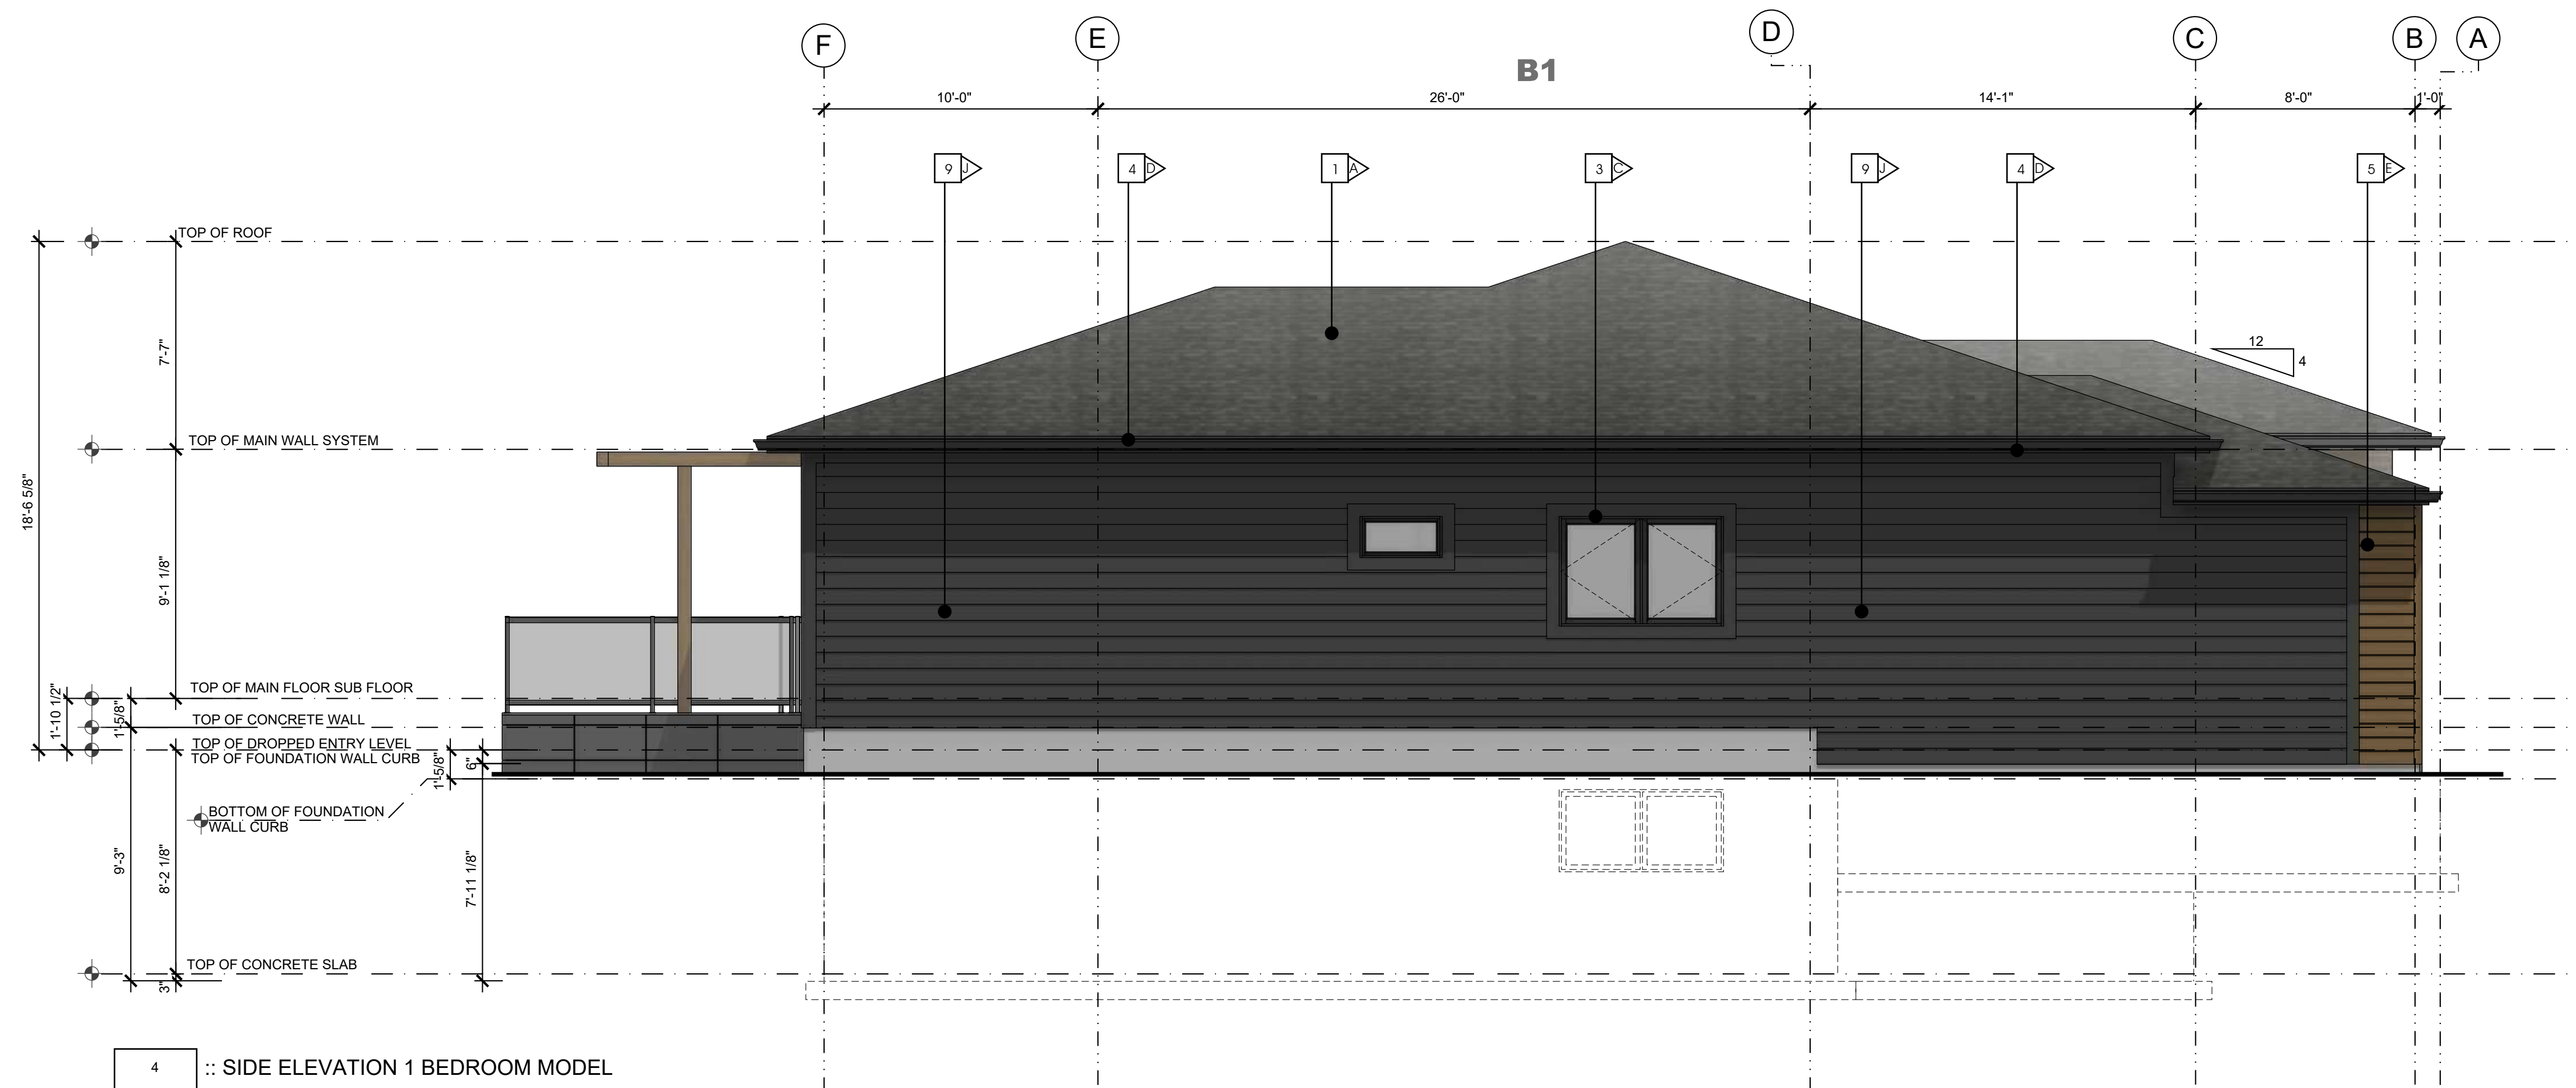 F
E
D
C
B
A
B1
10'-0"
26'-0"
14'-1"
8'-0"
1'-0"
9 J
4 D
1 A
3 C
9 J
4 D
5 E
TOP OF ROOF
12
4
7'-7"
TOP OF MAIN WALL SYSTEM
18'-6 5/8"
9'-1 1/8"
TOP OF MAIN FLOOR SUB FLOOR
1'-10 1/2"
1'-5/8"
TOP OF CONCRETE WALL
TOP OF DROPPED ENTRY LEVEL
TOP OF FOUNDATION WALL CURB
1'-5/8"
6"
BOTTOM OF FOUNDATION
WALL CURB
9'-3"
8'-2 1/8"
7'-11 1/8"
TOP OF CONCRETE SLAB
3"
4
:: SIDE ELEVATION 1 BEDROOM MODEL